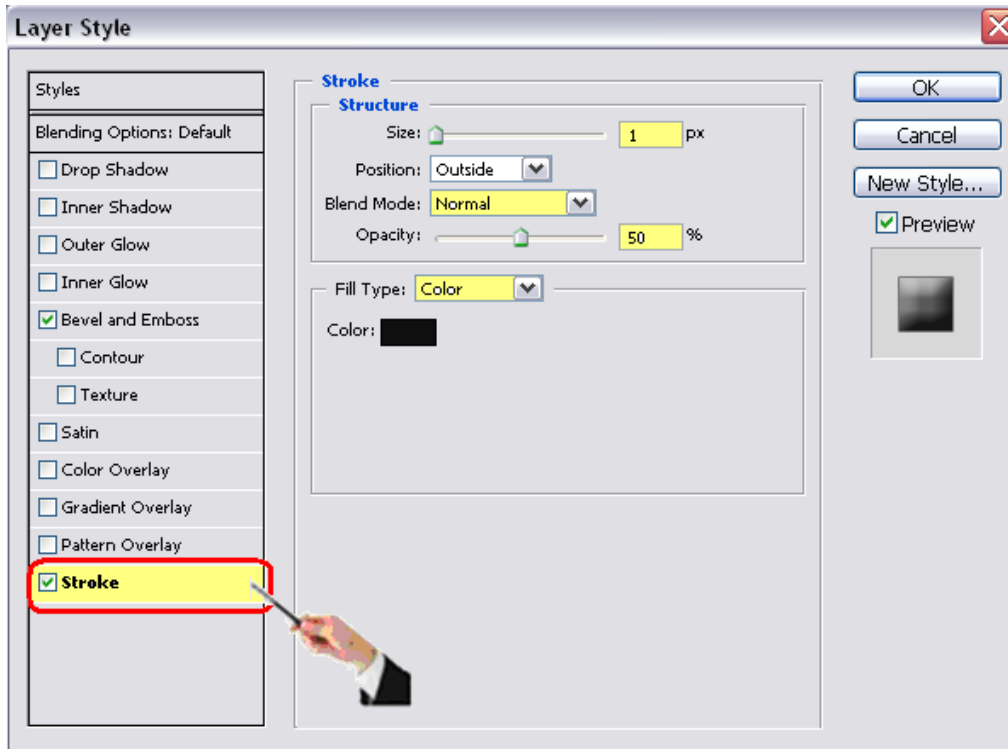 Layer Style
Styles
Blending Options: Default
Drop Shadow
Inner Shadow
Outer Glow
Inner Glow
Bevel and Emboss
Contour
Texture
Satin
Color Overlay
Gradient Overlay
Pattern Overlay
Stroke
Stroke
Structure
Size: 1 px
Position: Outside
Blend Mode: Normal
Opacity: 50 %
Fill Type: Color
Color:
OK
Cancel
New Style...
Preview